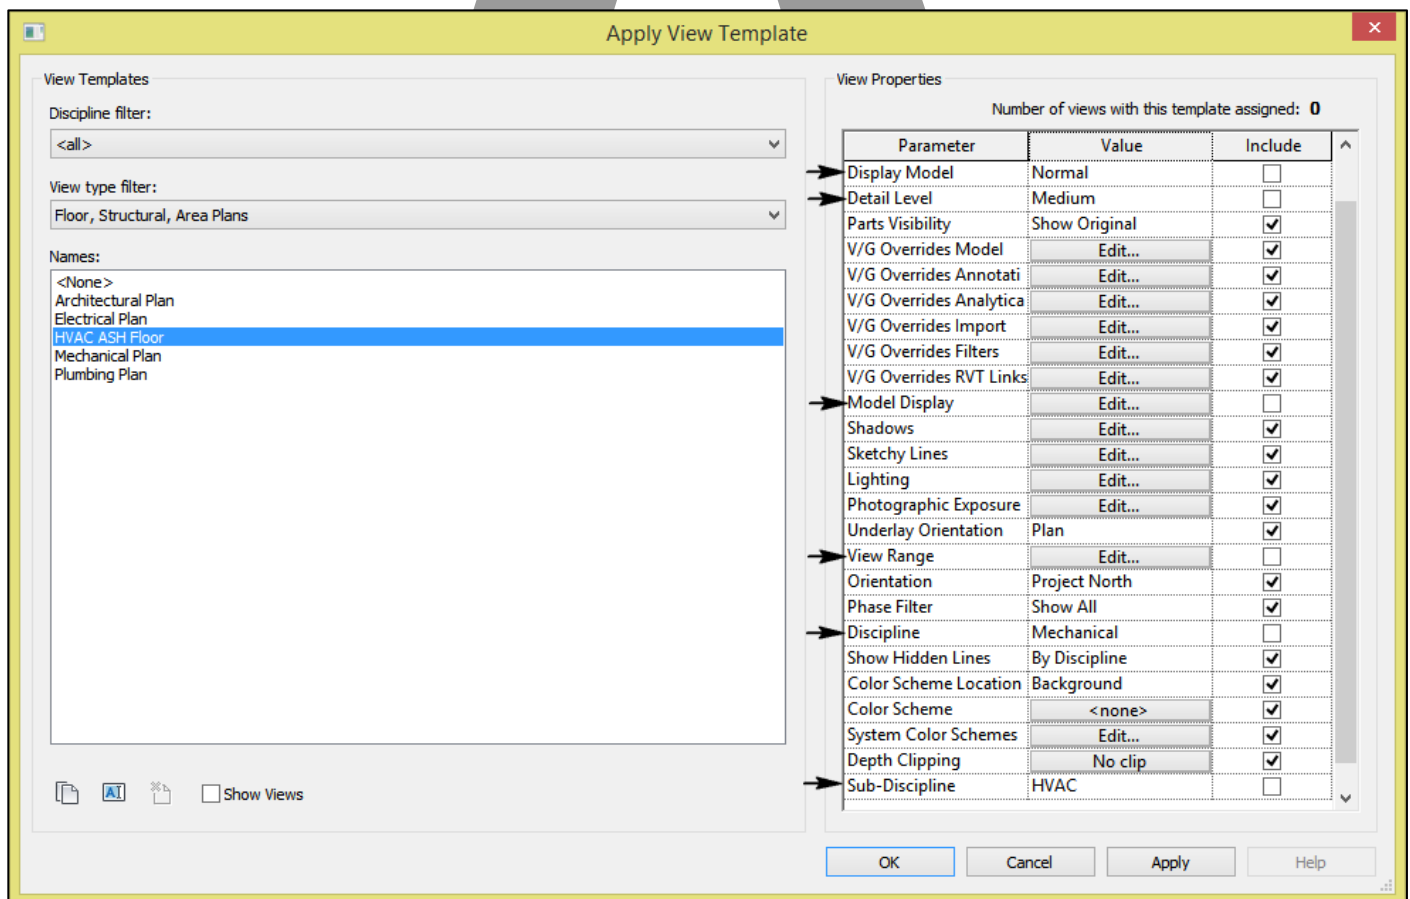 Apply View Template
View Templates
Discipline filter:
<all>
View type filter:
Floor, Structural, Area Plans
Names:
<None>
Architectural Plan
Electrical Plan
HVAC ASH Floor
Mechanical Plan
Plumbing Plan
AI
Show Views
View Properties
Number of views with this template assigned: 0
Parameter Value Include
Display Model Normal
Detail Level Medium
Parts Visibility Show Original
V/G Overrides Model Edit...
V/G Overrides Annotati Edit...
V/G Overrides Analytica Edit...
V/G Overrides Import Edit...
V/G Overrides Filters Edit...
V/G Overrides RVT Links Edit...
Model Display Edit...
Shadows Edit...
Sketchy Lines Edit...
Lighting Edit...
Photographic Exposure Edit...
Underlay Orientation Plan
View Range Edit...
Orientation Project North
Phase Filter Show All
Discipline Mechanical
Show Hidden Lines By Discipline
Color Scheme Location Background
Color Scheme <none>
System Color Schemes Edit...
Depth Clipping No clip
Sub-Discipline HVAC
OK Cancel Apply Help